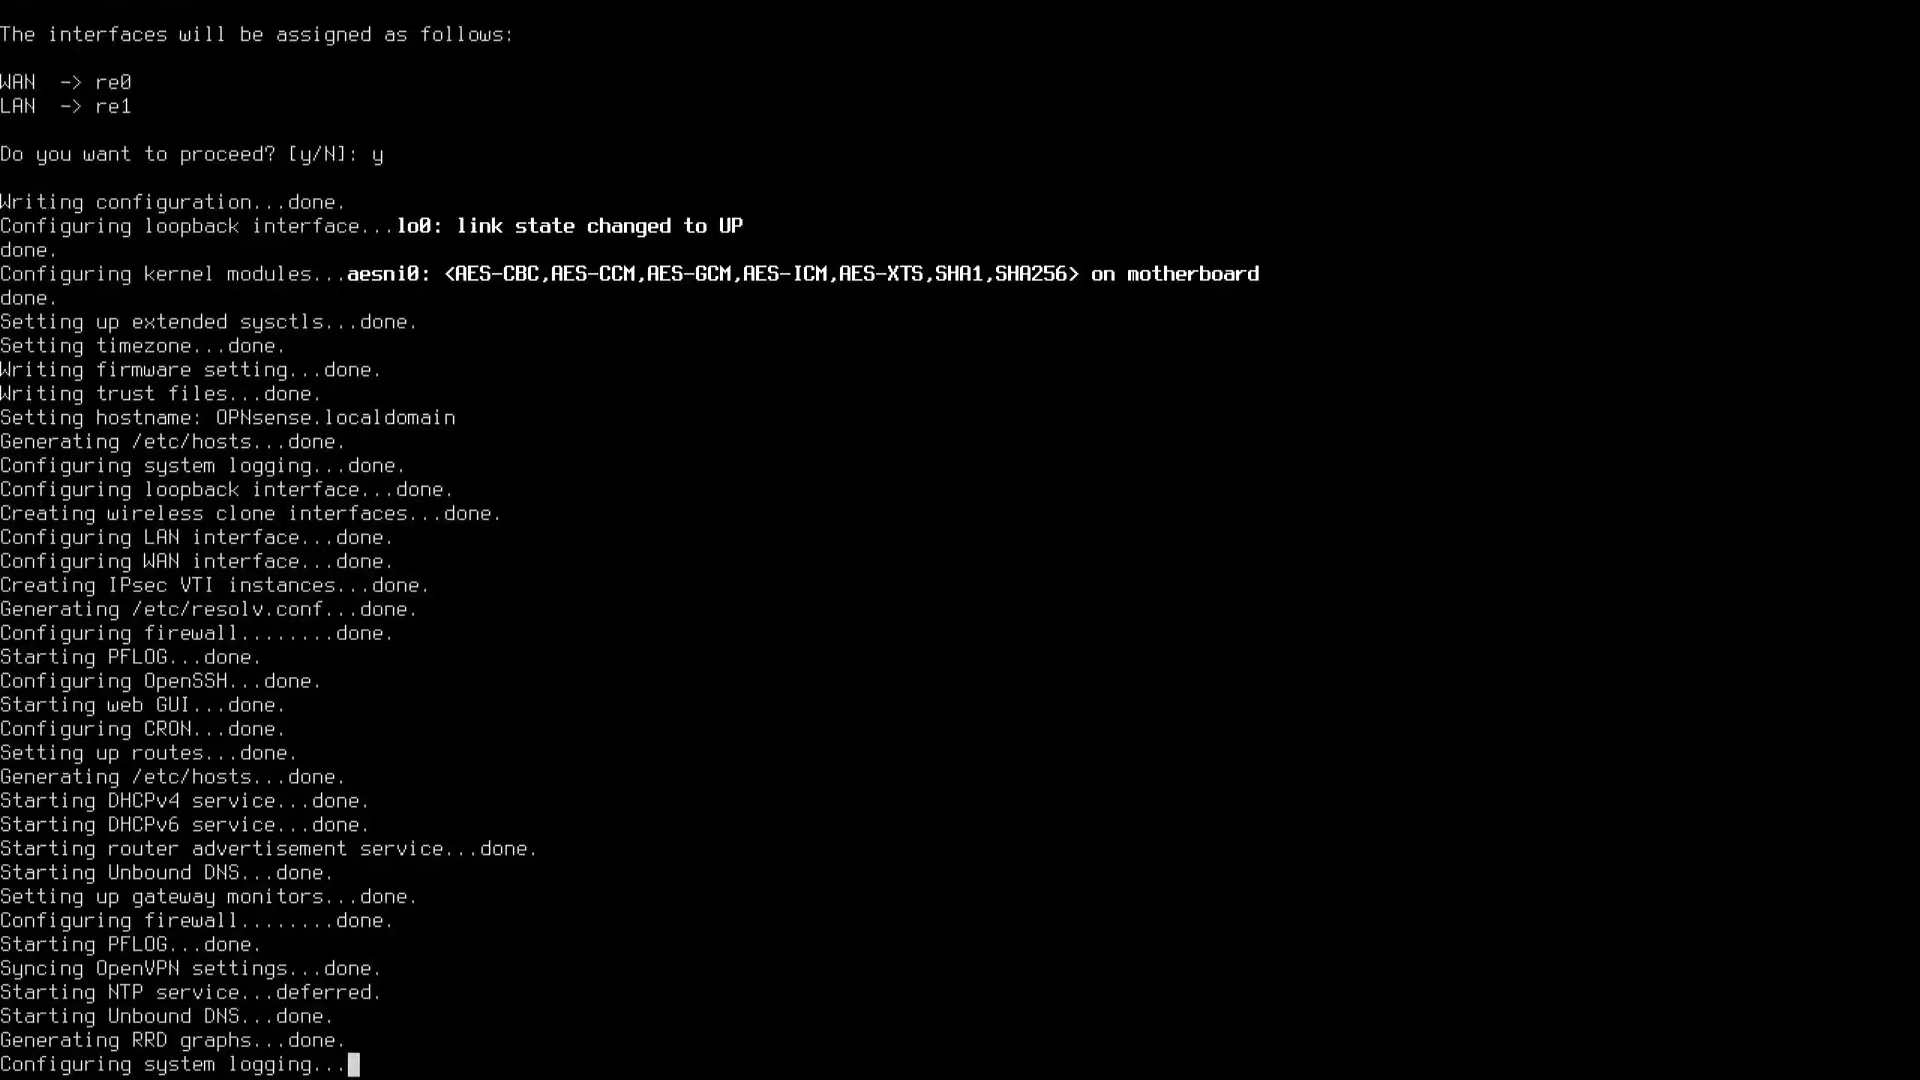 The interfaces will be assigned as follows:
WAN  -> re0
LAN  -> re1
Do you want to proceed? [y/N]: y
Writing configuration...done.
Configuring loopback interface...lo0: link state changed to UP
done.
Configuring kernel modules...aesni0: <AES-CBC,AES-CCM,AES-GCM,AES-ICM,AES-XTS,SHA1,SHA256> on motherboard
done.
Setting up extended sysctls...done.
Setting timezone...done.
Writing firmware setting...done.
Writing trust files...done.
Setting hostname: OPNsense.localdomain
Generating /etc/hosts...done.
Configuring system logging...done.
Configuring loopback interface...done.
Creating wireless clone interfaces...done.
Configuring LAN interface...done.
Configuring WAN interface...done.
Creating IPsec VTI instances...done.
Generating /etc/resolv.conf...done.
Configuring firewall........done.
Starting PFLOG...done.
Configuring OpenSSH...done.
Starting web GUI...done.
Configuring CRON...done.
Setting up routes...done.
Generating /etc/hosts...done.
Starting DHCPv4 service...done.
Starting DHCPv6 service...done.
Starting router advertisement service...done.
Starting Unbound DNS...done.
Setting up gateway monitors...done.
Configuring firewall........done.
Starting PFLOG...done.
Syncing OpenVPN settings...done.
Starting NTP service...deferred.
Starting Unbound DNS...done.
Generating RRD graphs...done.
Configuring system logging...